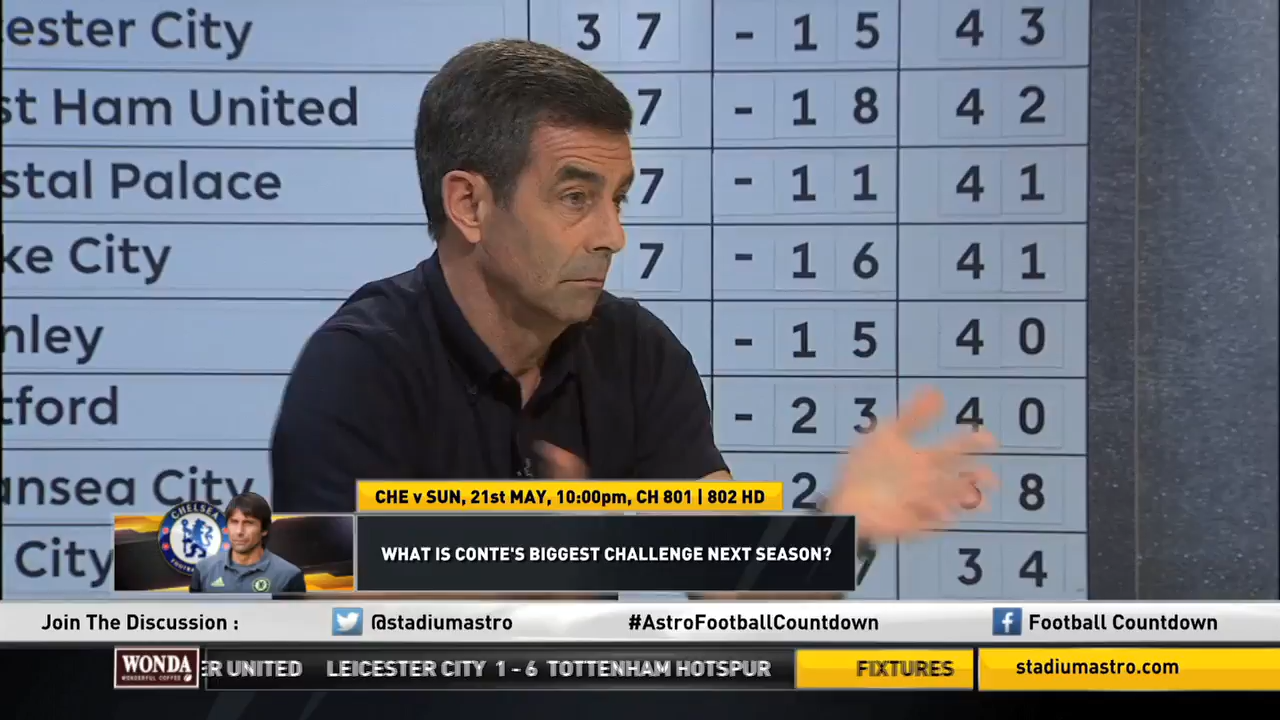 ester City 3 7 - 1 5 4 3
st Ham United 7 - 1 8 4 2
stal Palace 7 - 1 1 4 1
ke City 7 - 1 6 4 1
nley - 1 5 4 0
tford - 2 3 4 0
ansea City 2 8
City 7 3 4
CHE v SUN, 21st MAY, 10:00pm, CH 801 | 802 HD
CHELSEA
WHAT IS CONTE'S BIGGEST CHALLENGE NEXT SEASON?
Join The Discussion : @stadiumastro #AstroFootballCountdown Football Countdown
WONDA
WONDERFUL COFFEE
ER UNITED LEICESTER CITY 1 - 6 TOTTENHAM HOTSPUR FIXTURES stadiumastro.com